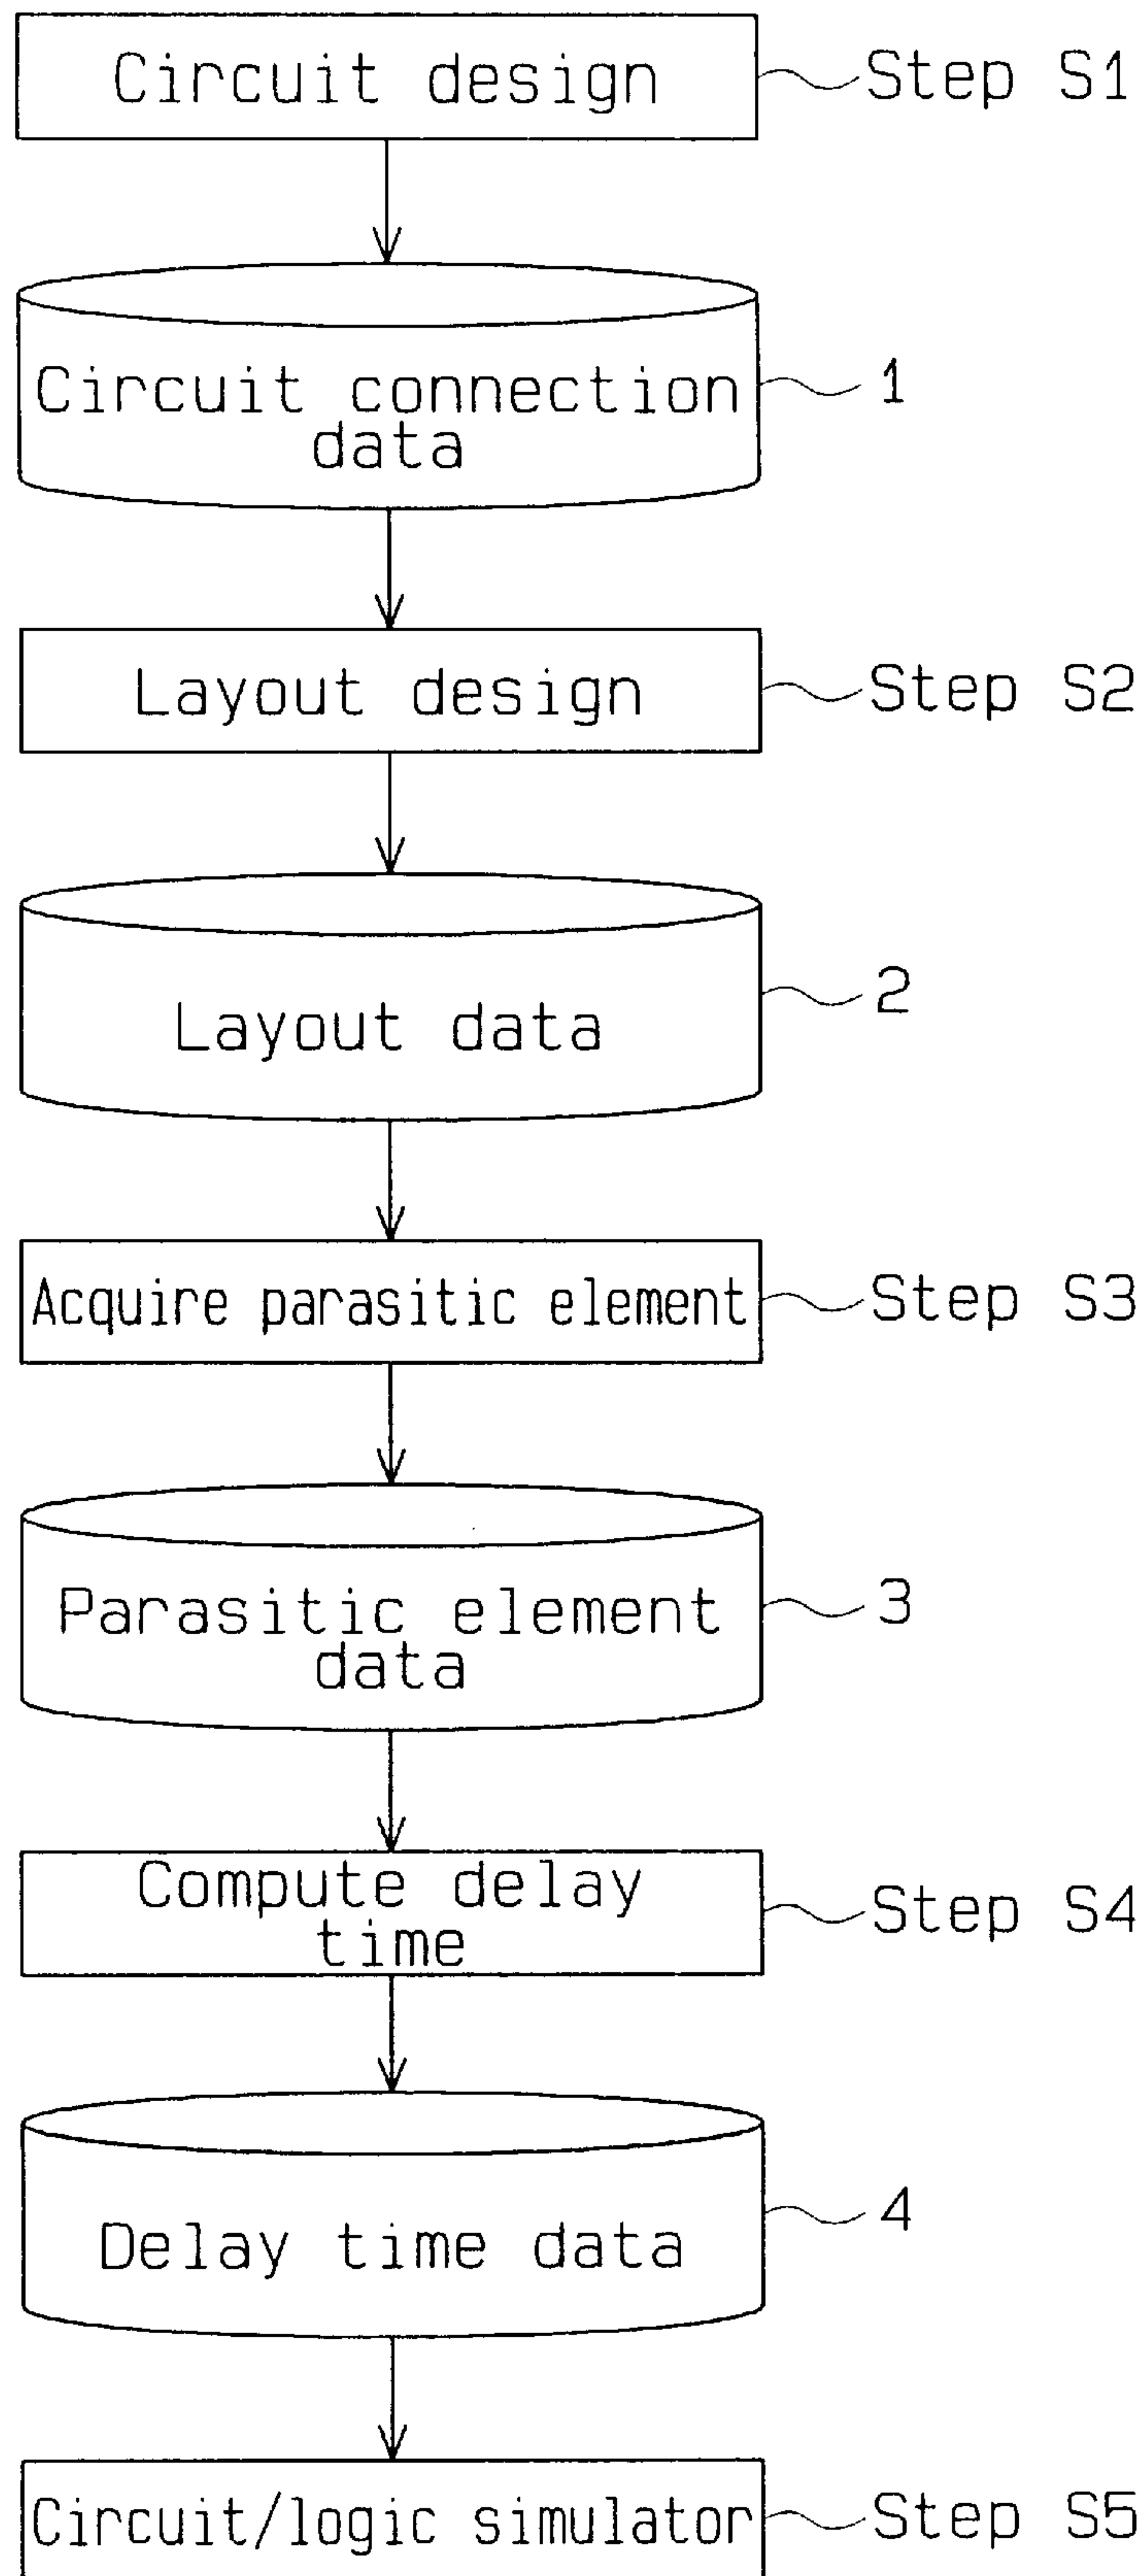 Circuit design
Step S1
Circuit connection
data
1
Layout design
Step S2
Layout data
2
Acquire parasitic element
Step S3
Parasitic element
data
3
Compute delay
time
Step S4
Delay time data
4
Circuit/logic simulator
Step S5